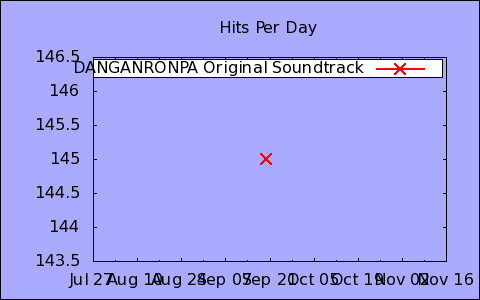 Hits Per Day
DANGANRONPA Original Soundtrack
146.5
146
145.5
145
144.5
144
143.5
Jul 27 Aug 10 Aug 24 Sep 07 Sep 21 Oct 05 Oct 19 Nov 02 Nov 16